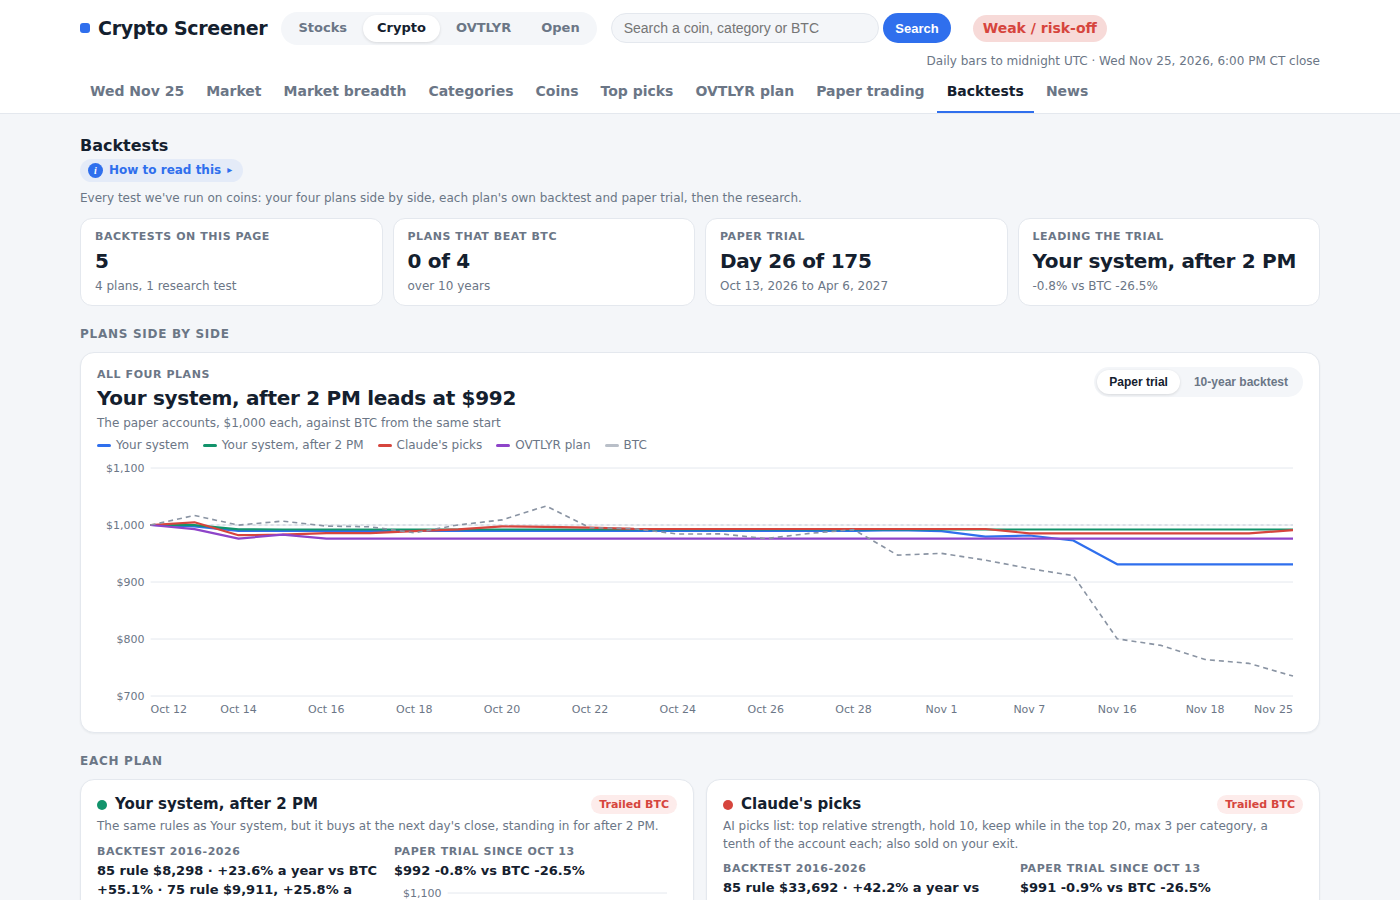 Crypto Screener
Stocks Crypto OVTLYR Open
Search a coin, category or BTC
Search
Weak / risk-off
Daily bars to midnight UTC · Wed Nov 25, 2026, 6:00 PM CT close
Wed Nov 25 Market Market breadth Categories Coins Top picks OVTLYR plan Paper trading Backtests News
Backtests
i How to read this ▸
Every test we've run on coins: your four plans side by side, each plan's own backtest and paper trial, then the research.
BACKTESTS ON THIS PAGE
5
4 plans, 1 research test
PLANS THAT BEAT BTC
0 of 4
over 10 years
PAPER TRIAL
Day 26 of 175
Oct 13, 2026 to Apr 6, 2027
LEADING THE TRIAL
Your system, after 2 PM
-0.8% vs BTC -26.5%
PLANS SIDE BY SIDE
ALL FOUR PLANS
Your system, after 2 PM leads at $992
The paper accounts, $1,000 each, against BTC from the same start
Paper trial 10-year backtest
Your system Your system, after 2 PM Claude's picks OVTLYR plan BTC
$1,100
$1,000
$900
$800
$700
Oct 12 Oct 14 Oct 16 Oct 18 Oct 20 Oct 22 Oct 24 Oct 26 Oct 28 Nov 1 Nov 7 Nov 16 Nov 18 Nov 25
EACH PLAN
Your system, after 2 PM
Trailed BTC
The same rules as Your system, but it buys at the next day's close, standing in for after 2 PM.
BACKTEST 2016-2026
85 rule $8,298 · +23.6% a year vs BTC
+55.1% · 75 rule $9,911, +25.8% a
PAPER TRIAL SINCE OCT 13
$992 -0.8% vs BTC -26.5%
$1,100
Claude's picks
Trailed BTC
AI picks list: top relative strength, hold 10, keep while in the top 20, max 3 per category, a
tenth of the account each; also sold on your exit.
BACKTEST 2016-2026
85 rule $33,692 · +42.2% a year vs
PAPER TRIAL SINCE OCT 13
$991 -0.9% vs BTC -26.5%